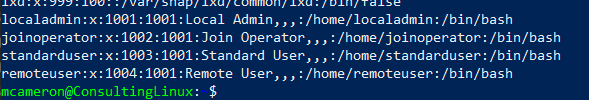 lxd:x:999:100::/var/snap/lxd/common/lxd:/bin/false
localadmin:x:1001:1001:Local Admin,,,:/home/localadmin:/bin/bash
joinoperator:x:1002:1001:Join Operator,,,:/home/joinoperator:/bin/bash
standarduser:x:1003:1001:Standard User,,,:/home/standarduser:/bin/bash
remoteuser:x:1004:1001:Remote User,,,:/home/remoteuser:/bin/bash
mcameron@ConsultingLinux:~$